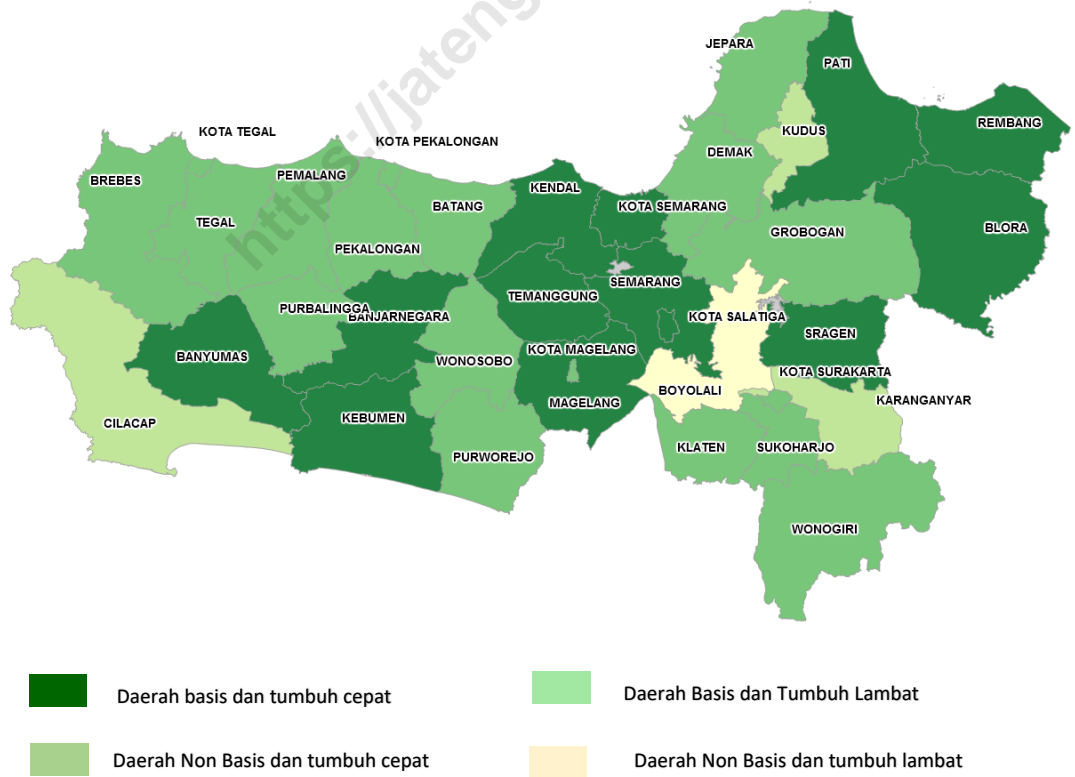 https://jateng
JEPARA
PATI
KOTA TEGAL
KOTA PEKALONGAN
KUDUS
REMBANG
DEMAK
BREBES
PEMALANG
KENDAL
BATANG
KOTA SEMARANG
TEGAL
GROBOGAN
BLORA
PEKALONGAN
SEMARANG
TEMANGGUNG
PURBALINGGA
BANJARNEGARA
KOTA SALATIGA
SRAGEN
KOTA MAGELANG
BANYUMAS
WONOSOBO
KOTA SURAKARTA
BOYOLALI
MAGELANG
KARANGANYAR
CILACAP
KEBUMEN
KLATEN
SUKOHARJO
PURWOREJO
WONOGIRI
Daerah basis dan tumbuh cepat
Daerah Basis dan Tumbuh Lambat
Daerah Non Basis dan tumbuh cepat
Daerah Non Basis dan tumbuh lambat